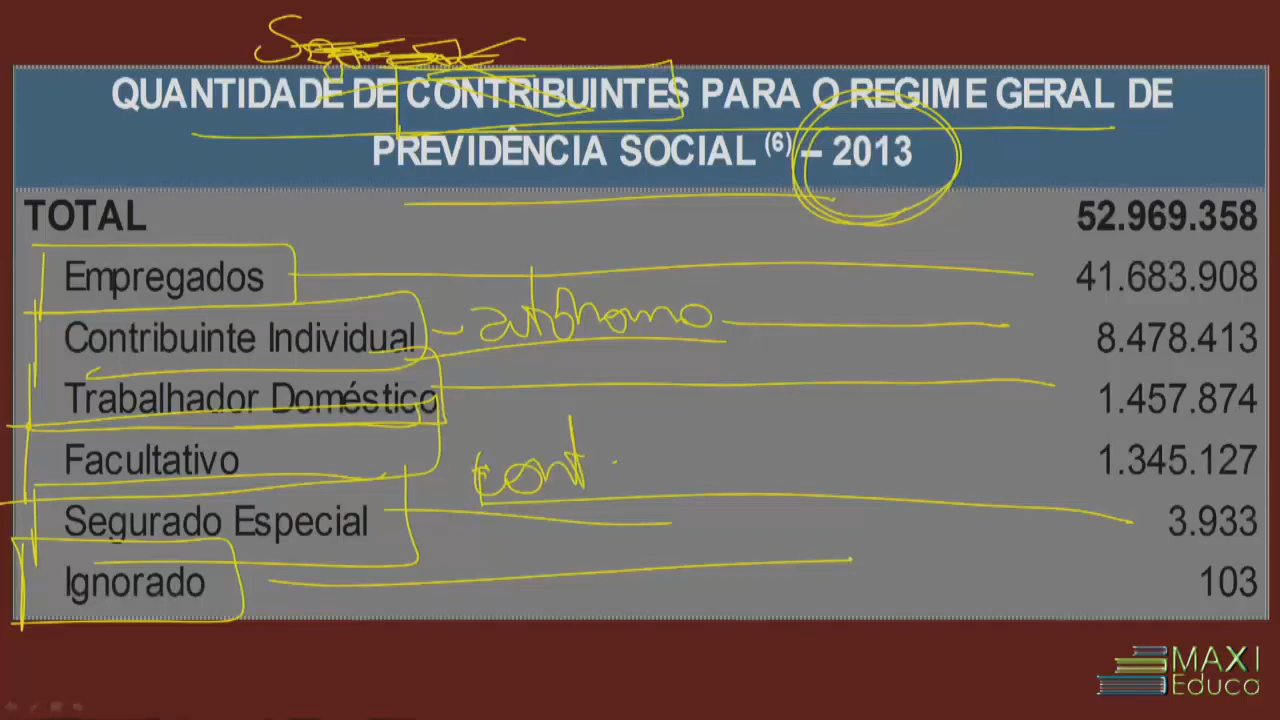 QUANTIDADE DE CONTRIBUINTES PARA O REGIME GERAL DE
PREVIDÊNCIA SOCIAL (6) – 2013
TOTAL 52.969.358
Empregados 41.683.908
Contribuinte Individual - autônomo 8.478.413
Trabalhador Doméstico 1.457.874
Facultativo cont 1.345.127
Segurado Especial 3.933
Ignorado 103
MAXI
Educa